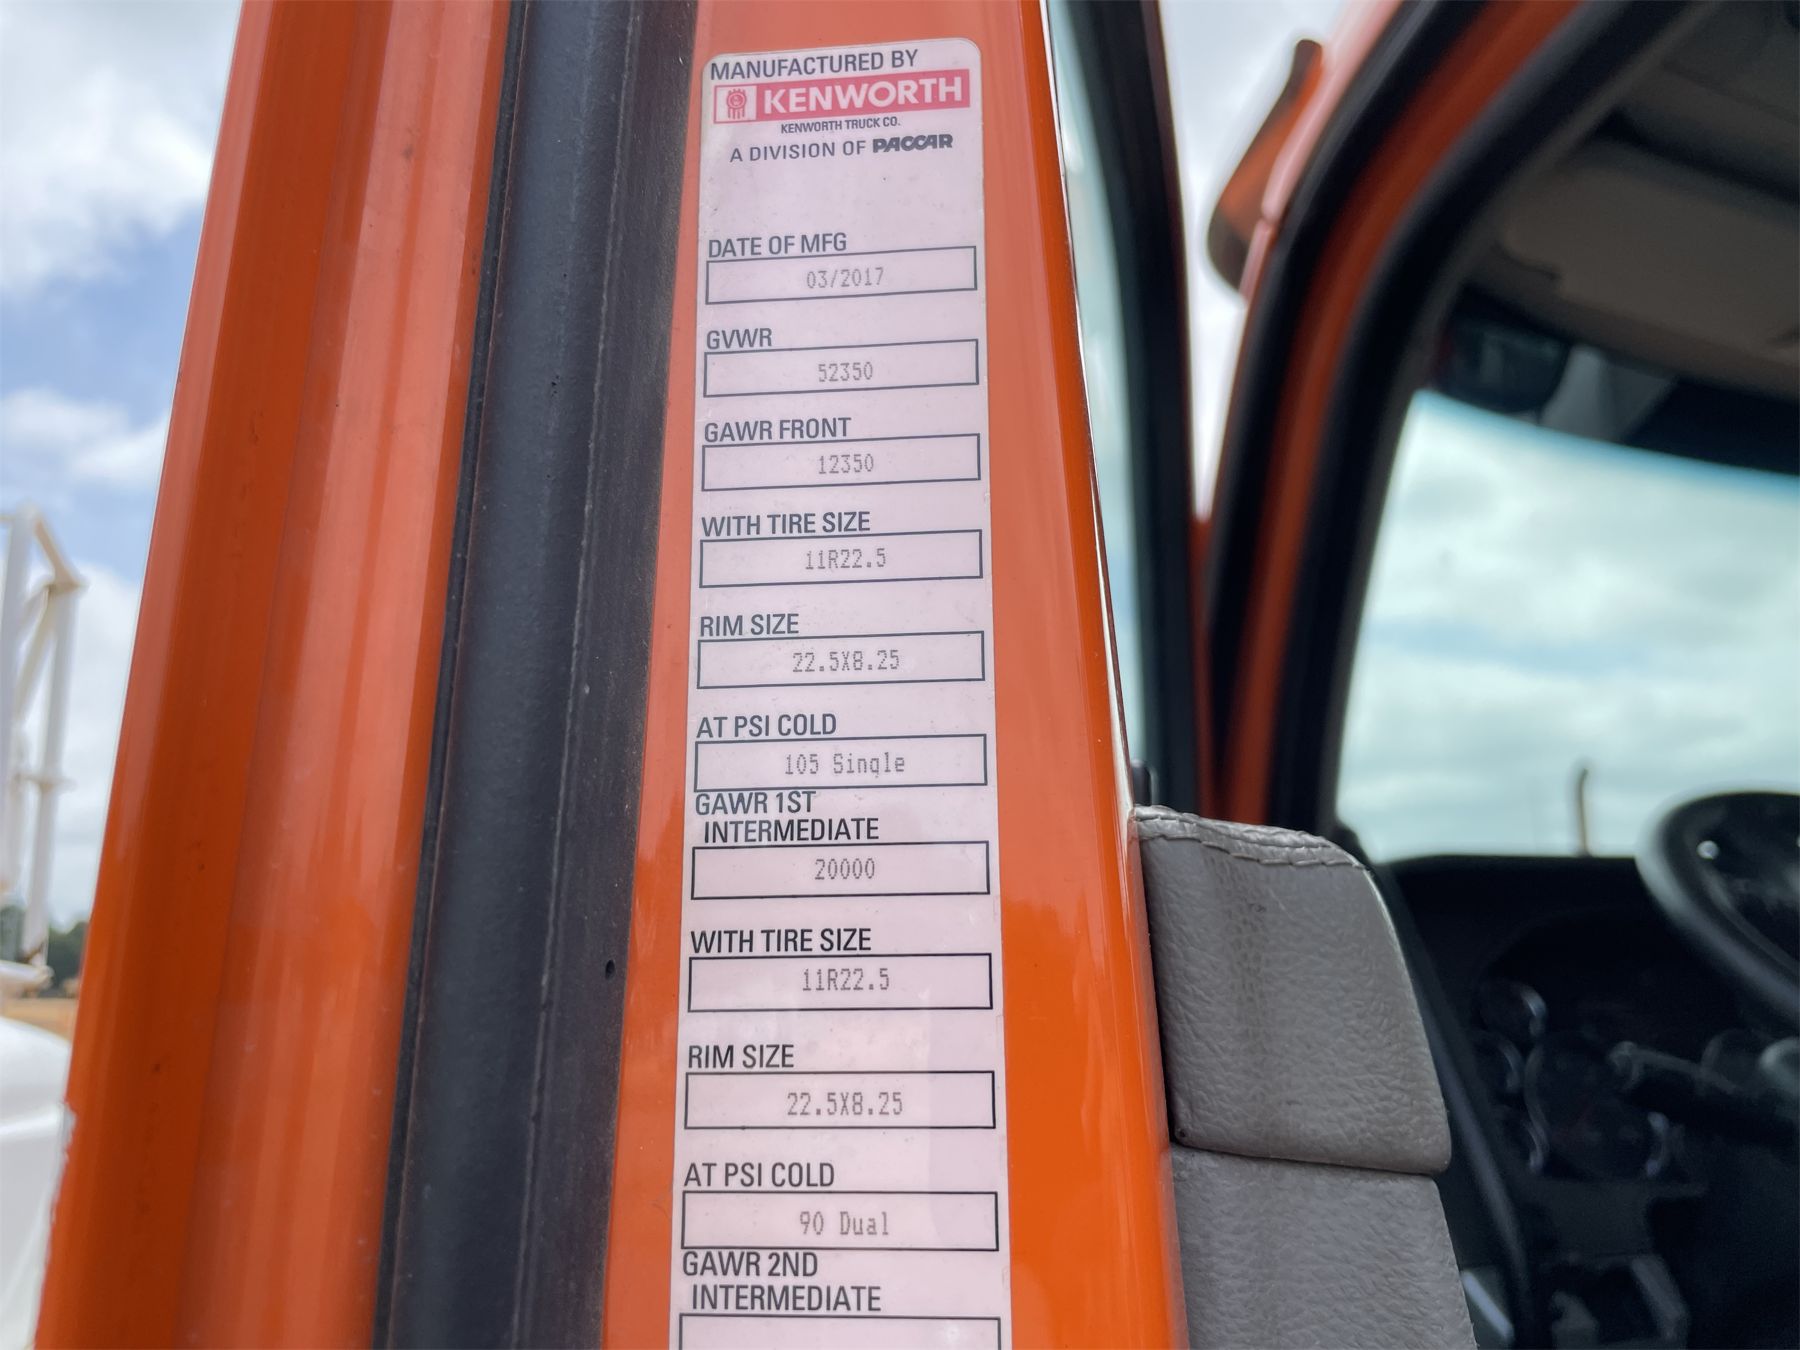 MANUFACTURED BY
KENWORTH
KENWORTH TRUCK CO.
A DIVISION OF PACCAR
DATE OF MFG
03/2017
GVWR
52350
GAWR FRONT
12350
WITH TIRE SIZE
11R22.5
RIM SIZE
22.5X8.25
AT PSI COLD
105 Single
GAWR 1ST
INTERMEDIATE
20000
WITH TIRE SIZE
11R22.5
RIM SIZE
22.5X8.25
AT PSI COLD
90 Dual
GAWR 2ND
INTERMEDIATE